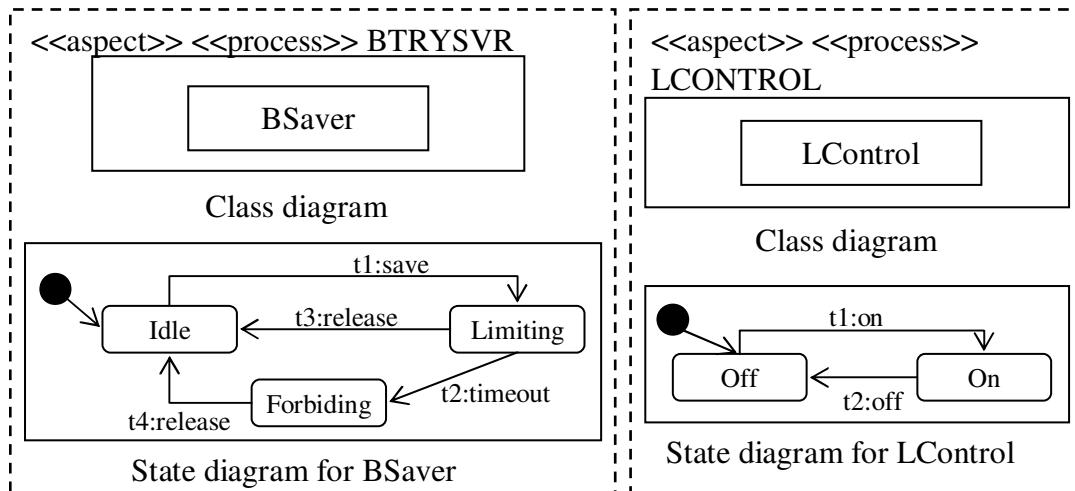 <<aspect>> <<process>> BTRYSVR
BSaver
Class diagram
t1:save
Idle
t3:release
Limiting
Forbiding
t2:timeout
t4:release
State diagram for BSaver
<<aspect>> <<process>>
LCONTROL
LControl
Class diagram
t1:on
Off
On
t2:off
State diagram for LControl